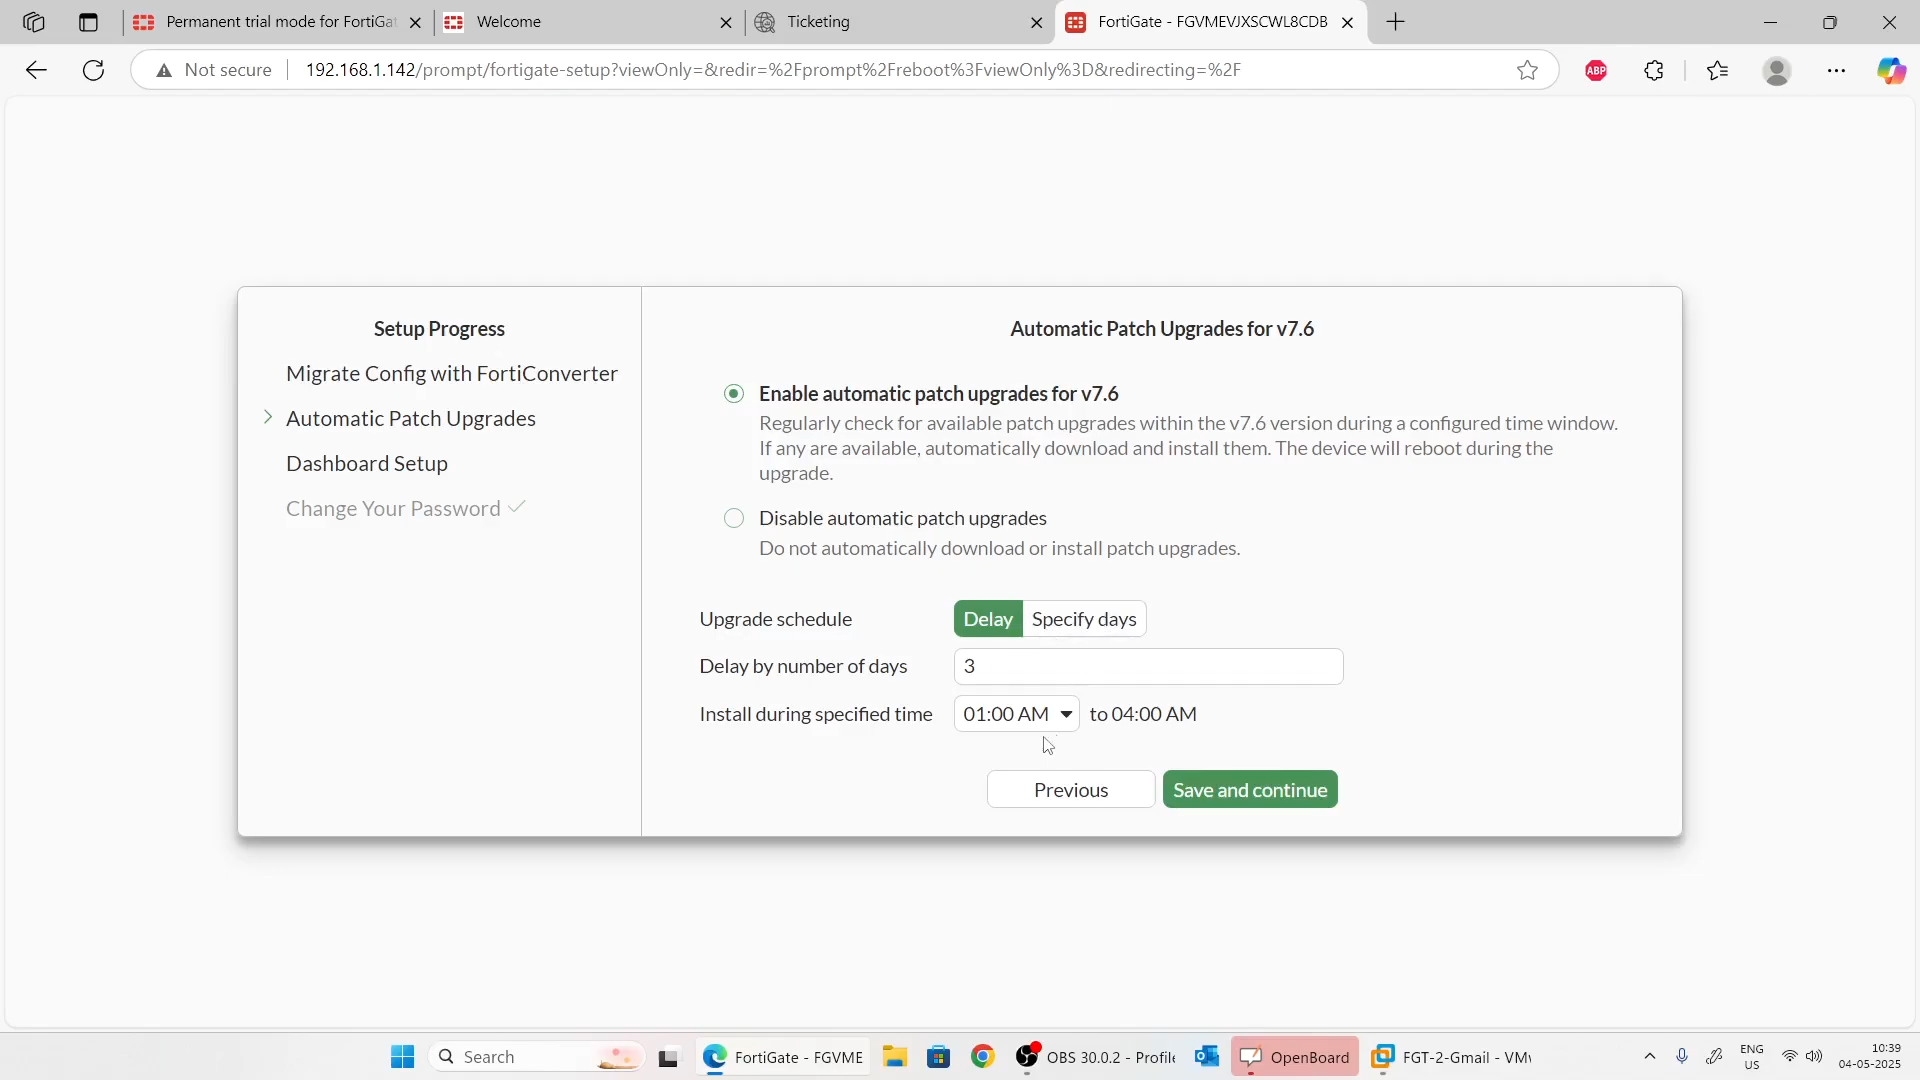 Permanent trial mode for FortiGat
Welcome
Ticketing
FortiGate - FGVMEVJXSCWL8CDB
Not secure
192.168.1.142/prompt/fortigate-setup?viewOnly=&redir=%2Fprompt%2Freboot%3FviewOnly%3D&redirecting=%2F
ABP
Setup Progress
Migrate Config with FortiConverter
Automatic Patch Upgrades
Dashboard Setup
Change Your Password
Automatic Patch Upgrades for v7.6
Enable automatic patch upgrades for v7.6
Regularly check for available patch upgrades within the v7.6 version during a configured time window.
If any are available, automatically download and install them. The device will reboot during the
upgrade.
Disable automatic patch upgrades
Do not automatically download or install patch upgrades.
Upgrade schedule
Delay
Specify days
Delay by number of days
3
Install during specified time
01:00 AM
to 04:00 AM
Previous
Save and continue
Search
FortiGate - FGVME
OBS 30.0.2 - Profile
OpenBoard
FGT-2-Gmail - VMw
ENG
US
10:39
04-05-2025